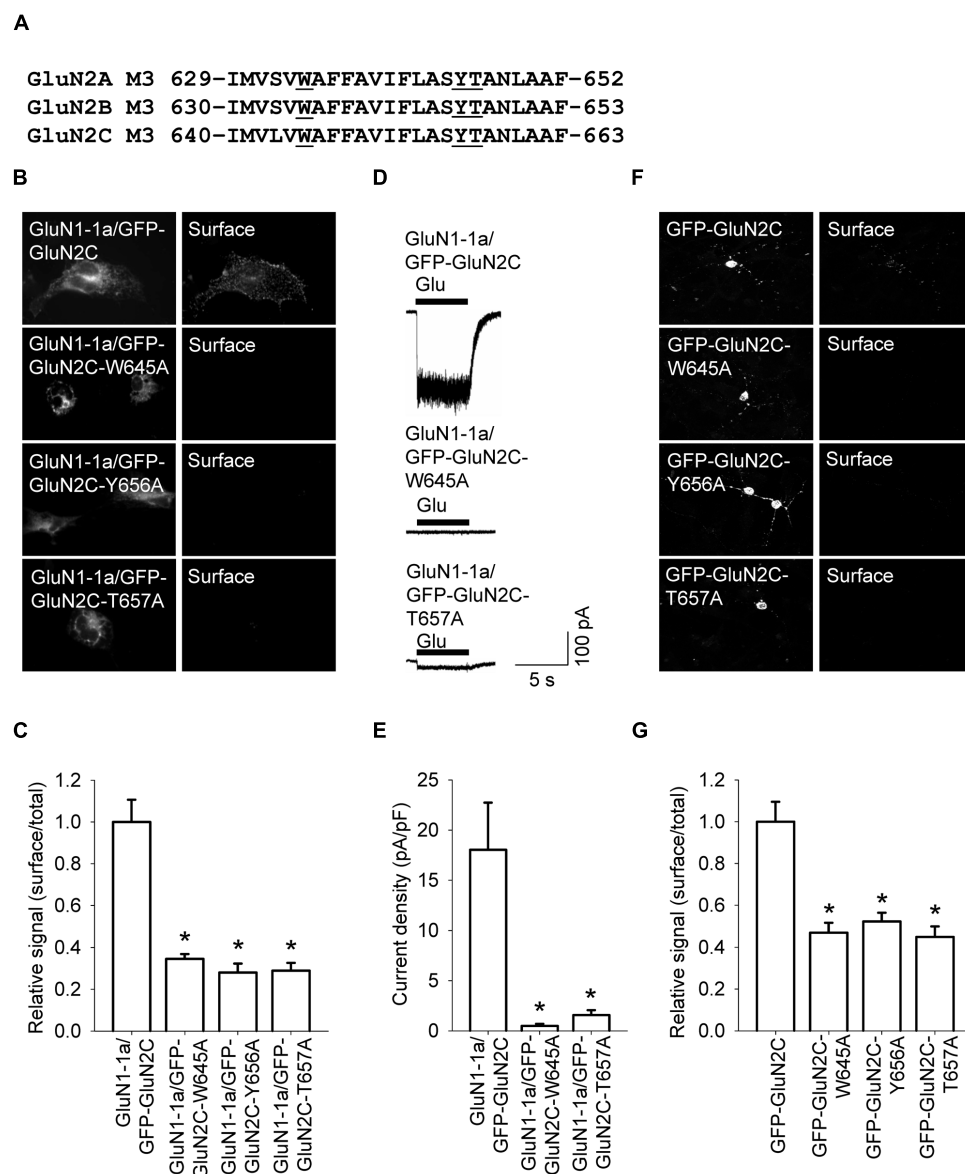 A
GluN2A M3 629-IMVSVWAFFAVIFLASYTANLAAF-652
GluN2B M3 630-IMVSVWAFFAVIFLASYTANLAAF-653
GluN2C M3 640-IMVLVWAFFAVIFLASYTANLAAF-663
B
GluN1-1a/GFP-
GluN2C
Surface
GluN1-1a/GFP-
GluN2C-W645A
Surface
GluN1-1a/GFP-
GluN2C-Y656A
Surface
GluN1-1a/GFP-
GluN2C-T657A
Surface
D
GluN1-1a/
GFP-GluN2C
Glu
GluN1-1a/
GFP-GluN2C-
W645A
Glu
GluN1-1a/
GFP-GluN2C-
T657A
Glu
100 pA
5 s
F
GFP-GluN2C
Surface
GFP-GluN2C-
W645A
Surface
GFP-GluN2C-
Y656A
Surface
GFP-GluN2C-
T657A
Surface
C
Relative signal (surface/total)
1.2
1.0
0.8
0.6
0.4
0.2
0.0
*
*
*
GluN1-1a/
GFP-GluN2C
GluN1-1a/GFP-
GluN2C-W645A
GluN1-1a/GFP-
GluN2C-Y656A
GluN1-1a/GFP-
GluN2C-T657A
E
Current density (pA/pF)
25
20
15
10
5
0
*
*
GluN1-1a/
GFP-GluN2C
GluN1-1a/GFP-
GluN2C-W645A
GluN1-1a/GFP-
GluN2C-T657A
G
Relative signal (surface/total)
1.2
1.0
0.8
0.6
0.4
0.2
0.0
*
*
*
GFP-GluN2C
GFP-GluN2C-
W645A
GFP-GluN2C-
Y656A
GFP-GluN2C-
T657A